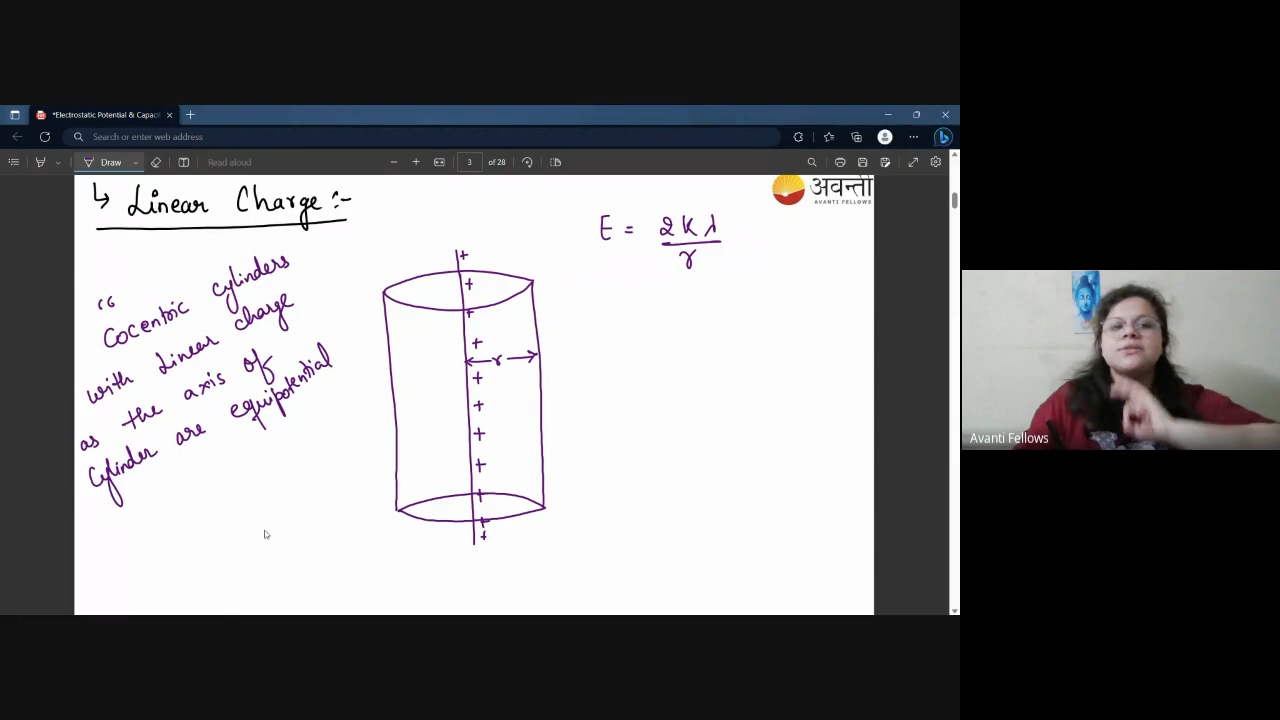 *Electrostatic Potential & Capaci
Search or enter web address
Draw
Read aloud
3
of 28
↳ Linear Charge :-
अवन्ती
AVANTI FELLOWS
E = 2Kλ
r
“ Cocentric cylinders
with Linear charge
as the axis of
Cylinder are equipotential
+
+
+
+
r
+
+
+
+
+
+
+
Avanti Fellows